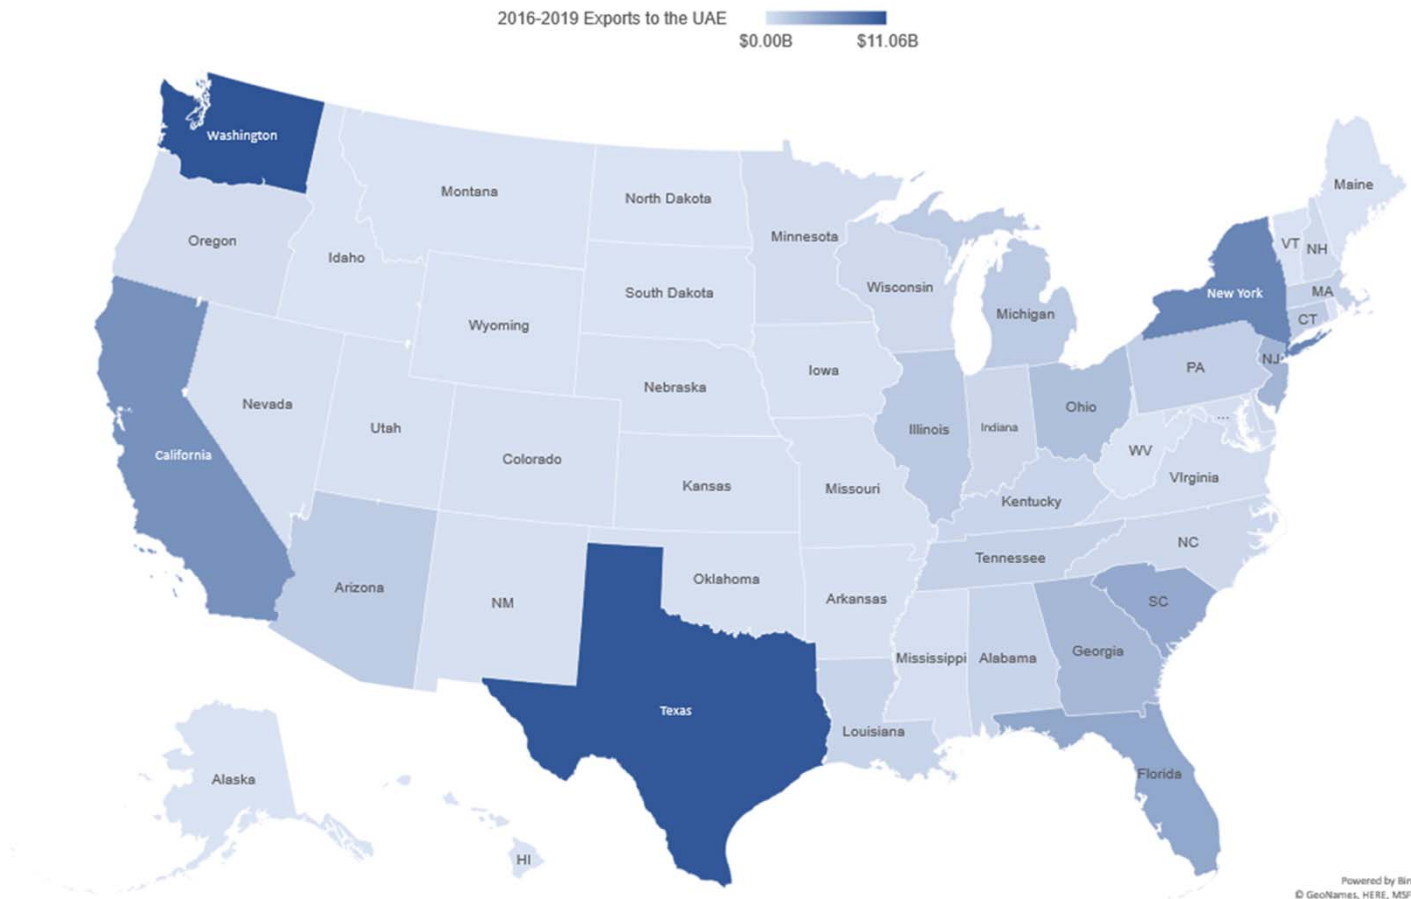 2016-2019 Exports to the UAE
$0.00B $11.06B
Washington
Montana
North Dakota
Minnesota
Maine
Oregon
Idaho
South Dakota
Wisconsin
Michigan
New York
VT
NH
MA
CT
Wyoming
Iowa
Nebraska
PA
NJ
Nevada
Utah
Colorado
Kansas
Missouri
Illinois
Indiana
Ohio
...
WV
VIrginia
California
Kentucky
Arizona
NM
Oklahoma
Arkansas
Tennessee
NC
SC
Mississippi
Alabama
Georgia
Texas
Louisiana
Florida
Alaska
HI
Powered by Bin
© GeoNames, HERE, MSF